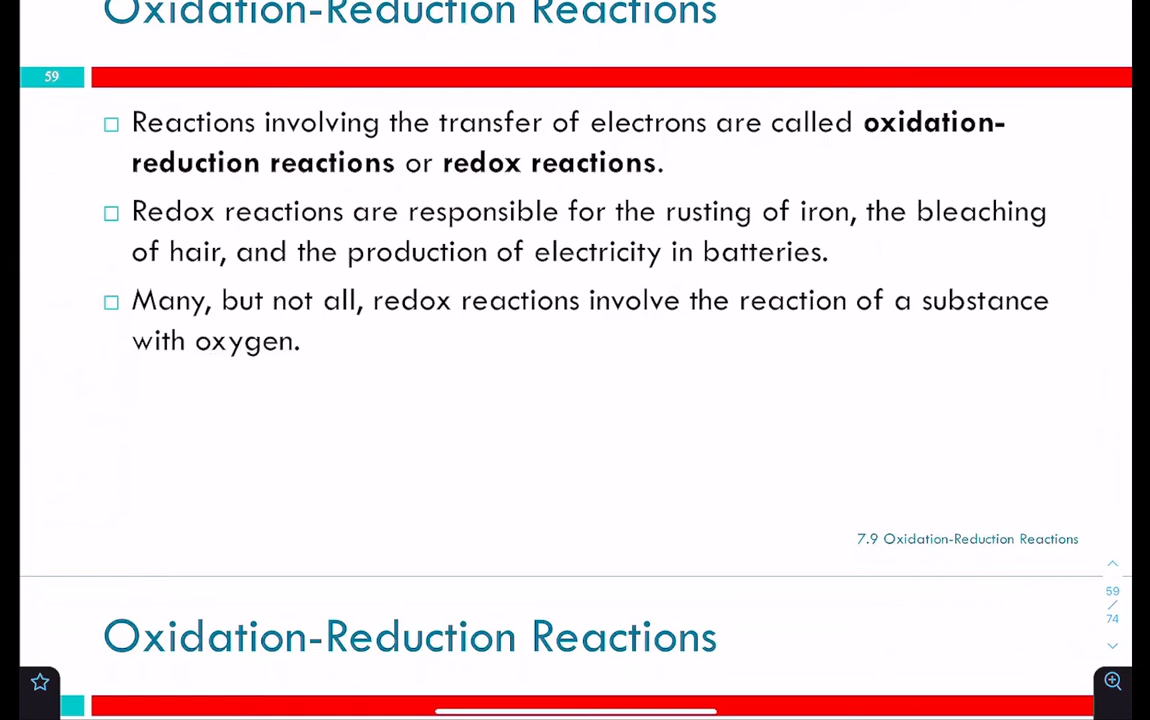 Oxidation-Reduction Reactions
59
Reactions involving the transfer of electrons are called oxidation-
reduction reactions or redox reactions.
Redox reactions are responsible for the rusting of iron, the bleaching
of hair, and the production of electricity in batteries.
Many, but not all, redox reactions involve the reaction of a substance
with oxygen.
7.9 Oxidation-Reduction Reactions
59
/
74
Oxidation-Reduction Reactions